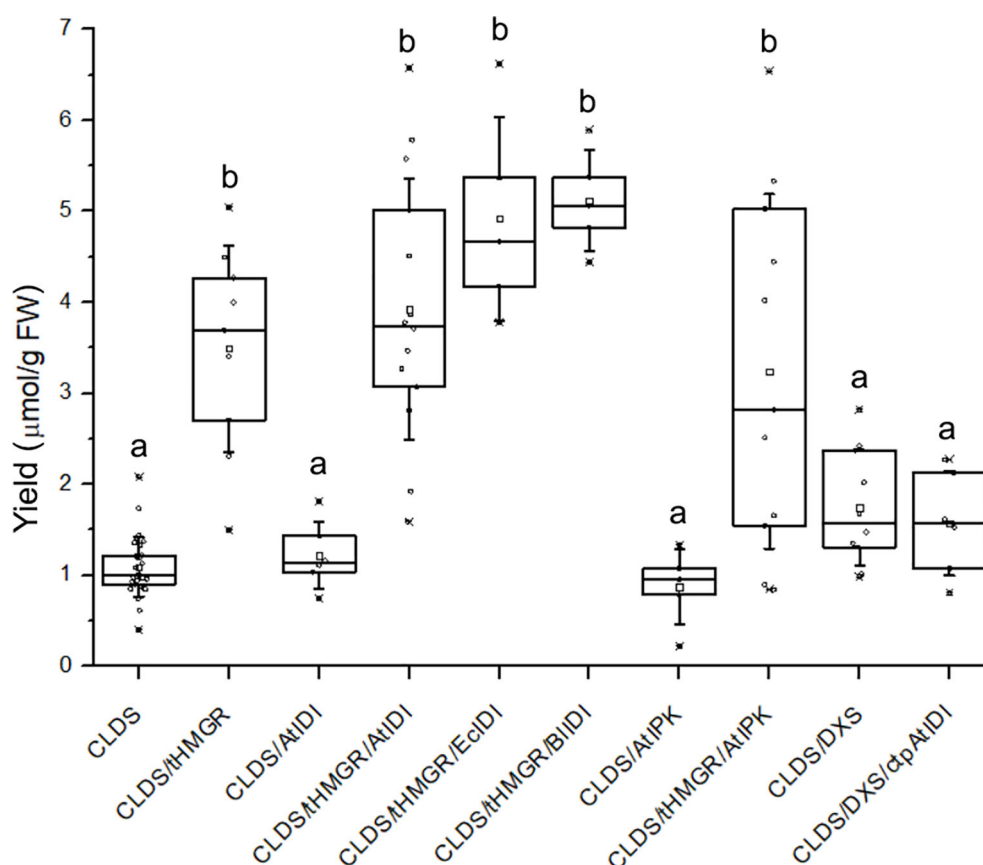 7
6
5
4
3
2
1
0
Yield (μmol/g FW)
a
b
a
b
b
b
a
b
a
a
CLDS
CLDS/tHMGR
CLDS/AtIDI
CLDS/tHMGR/AtIDI
CLDS/tHMGR/EcIDI
CLDS/tHMGR/BlIDI
CLDS/AtIPK
CLDS/tHMGR/AtIPK
CLDS/DXS
CLDS/DXS/ctpAtIDI